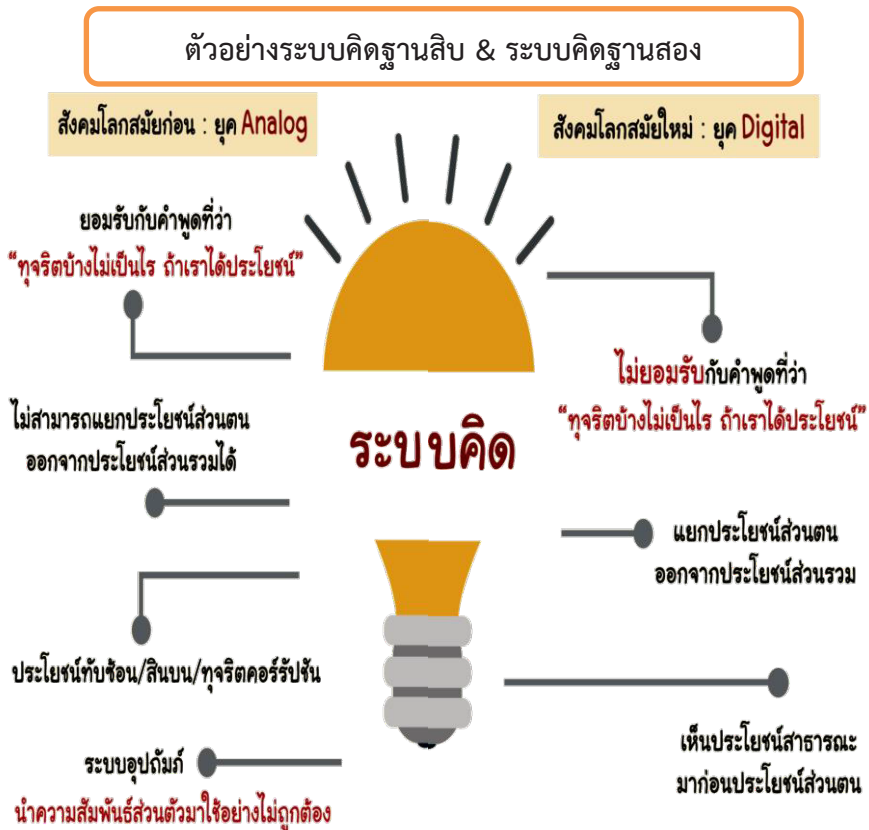 ตัวอย่างระบบคิดฐานสิบ & ระบบคิดฐานสอง
สังคมโลกสมัยก่อน : ยุค Analog
สังคมโลกสมัยใหม่ : ยุค Digital
ยอมรับกับคำพูดที่ว่า
“ทุจริตบ้างไม่เป็นไร ถ้าเราได้ประโยชน์”
ไม่สามารถแยกประโยชน์ส่วนตน
ออกจากประโยชน์ส่วนรวมได้
ประโยชน์ทับซ้อน/สินบน/ทุจริตคอร์รัปชัน
ระบบอุปถัมภ์
นำความสัมพันธ์ส่วนตัวมาใช้อย่างไม่ถูกต้อง
ระบบคิด
ไม่ยอมรับกับคำพูดที่ว่า
“ทุจริตบ้างไม่เป็นไร ถ้าเราได้ประโยชน์”
แยกประโยชน์ส่วนตน
ออกจากประโยชน์ส่วนรวม
เห็นประโยชน์สาธารณะ
มาก่อนประโยชน์ส่วนตน